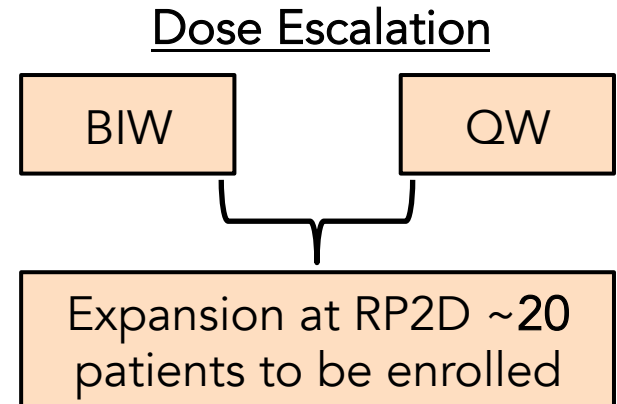 Dose Escalation
BIW
QW
Expansion at RP2D ~20
patients to be enrolled